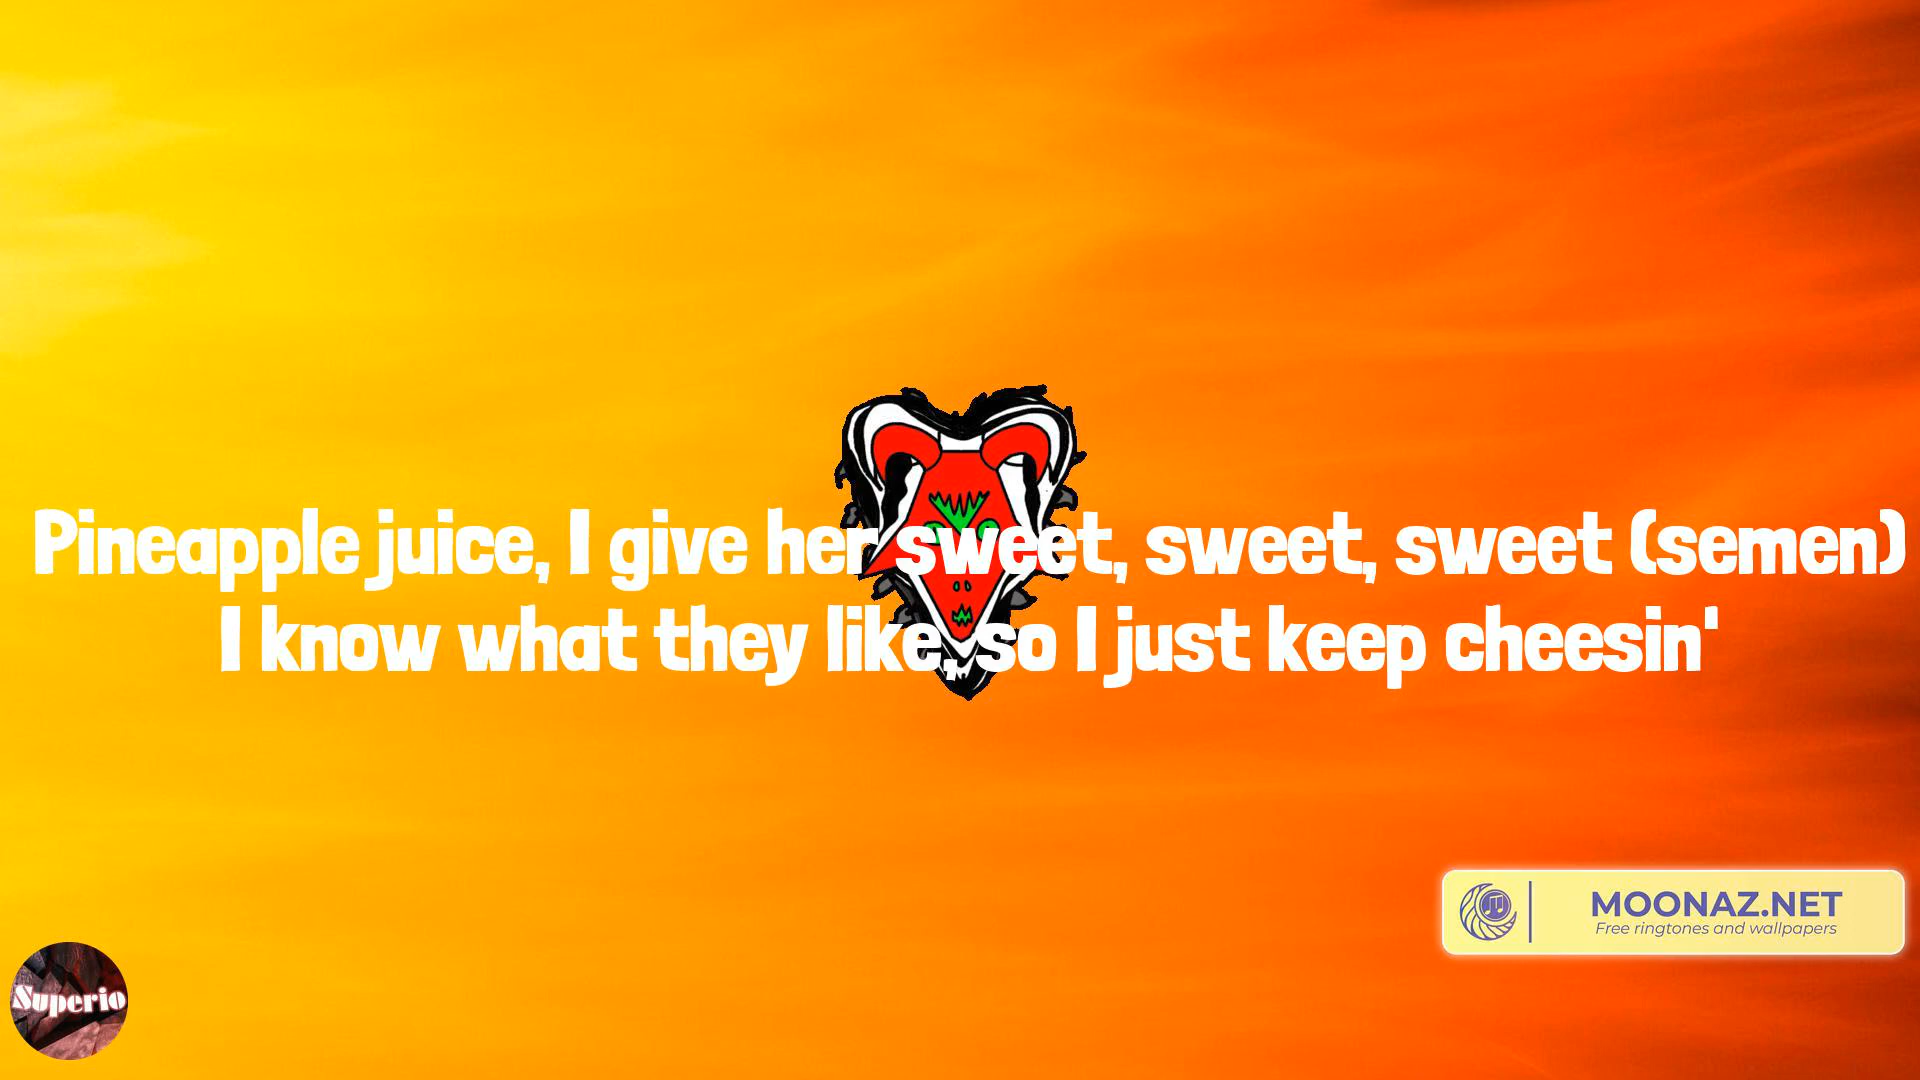 Pineapple juice, I give her sweet, sweet, sweet (semen)
I know what they like, so I just keep cheesin'
MOONAZ.NET
Free ringtones and wallpapers
Superio